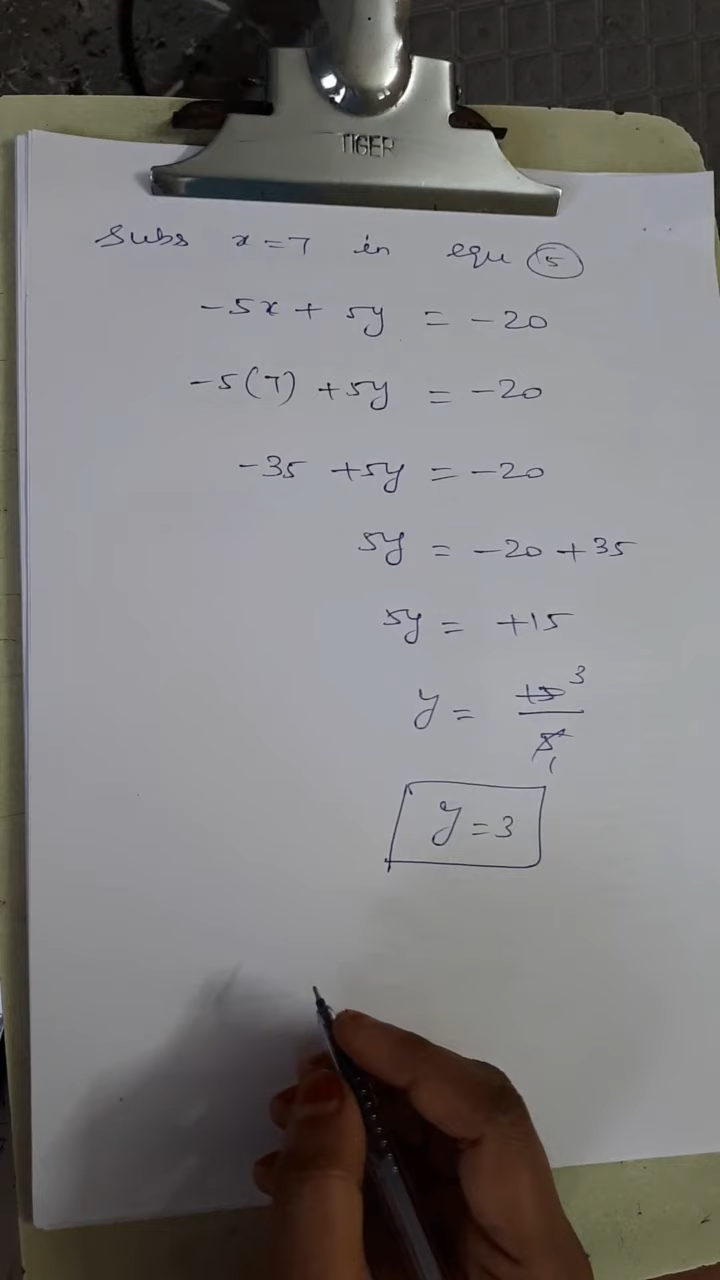 TIGER
Subs x = 7 in equ (5)
-5x + 5y = -20
-5(7) + 5y = -20
-35 + 5y = -20
5y = -20 + 35
5y = +15
y = 15 3 / 5 1
y = 3